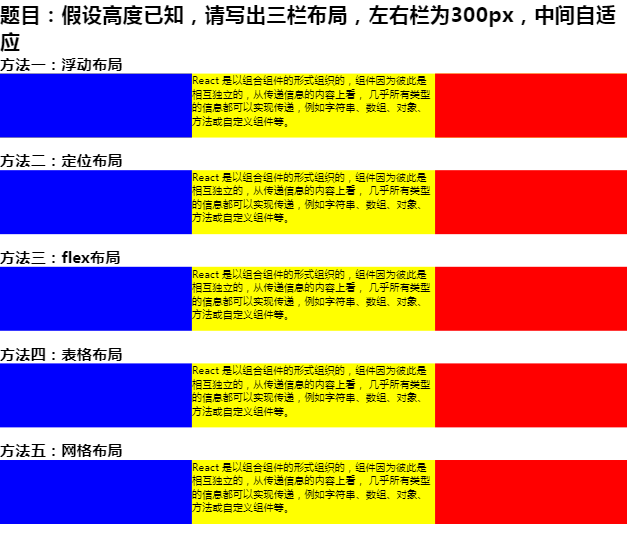 题目：假设高度已知，请写出三栏布局，左右栏为300px，中间自适
应
方法一：浮动布局
React 是以组合组件的形式组织的，组件因为彼此是
相互独立的，从传递信息的内容上看， 几乎所有类型
的信息都可以实现传递，例如字符串、数组、对象、
方法或自定义组件等。
方法二：定位布局
React 是以组合组件的形式组织的，组件因为彼此是
相互独立的，从传递信息的内容上看， 几乎所有类型
的信息都可以实现传递，例如字符串、数组、对象、
方法或自定义组件等。
方法三：flex布局
React 是以组合组件的形式组织的，组件因为彼此是
相互独立的，从传递信息的内容上看， 几乎所有类型
的信息都可以实现传递，例如字符串、数组、对象、
方法或自定义组件等。
方法四：表格布局
React 是以组合组件的形式组织的，组件因为彼此是
相互独立的，从传递信息的内容上看， 几乎所有类型
的信息都可以实现传递，例如字符串、数组、对象、
方法或自定义组件等。
方法五：网格布局
React 是以组合组件的形式组织的，组件因为彼此是
相互独立的，从传递信息的内容上看， 几乎所有类型
的信息都可以实现传递，例如字符串、数组、对象、
方法或自定义组件等。